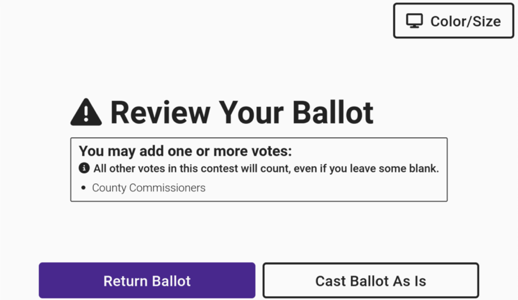 Color/Size
Review Your Ballot
You may add one or more votes:
All other votes in this contest will count, even if you leave some blank.
• County Commissioners
Return Ballot
Cast Ballot As Is